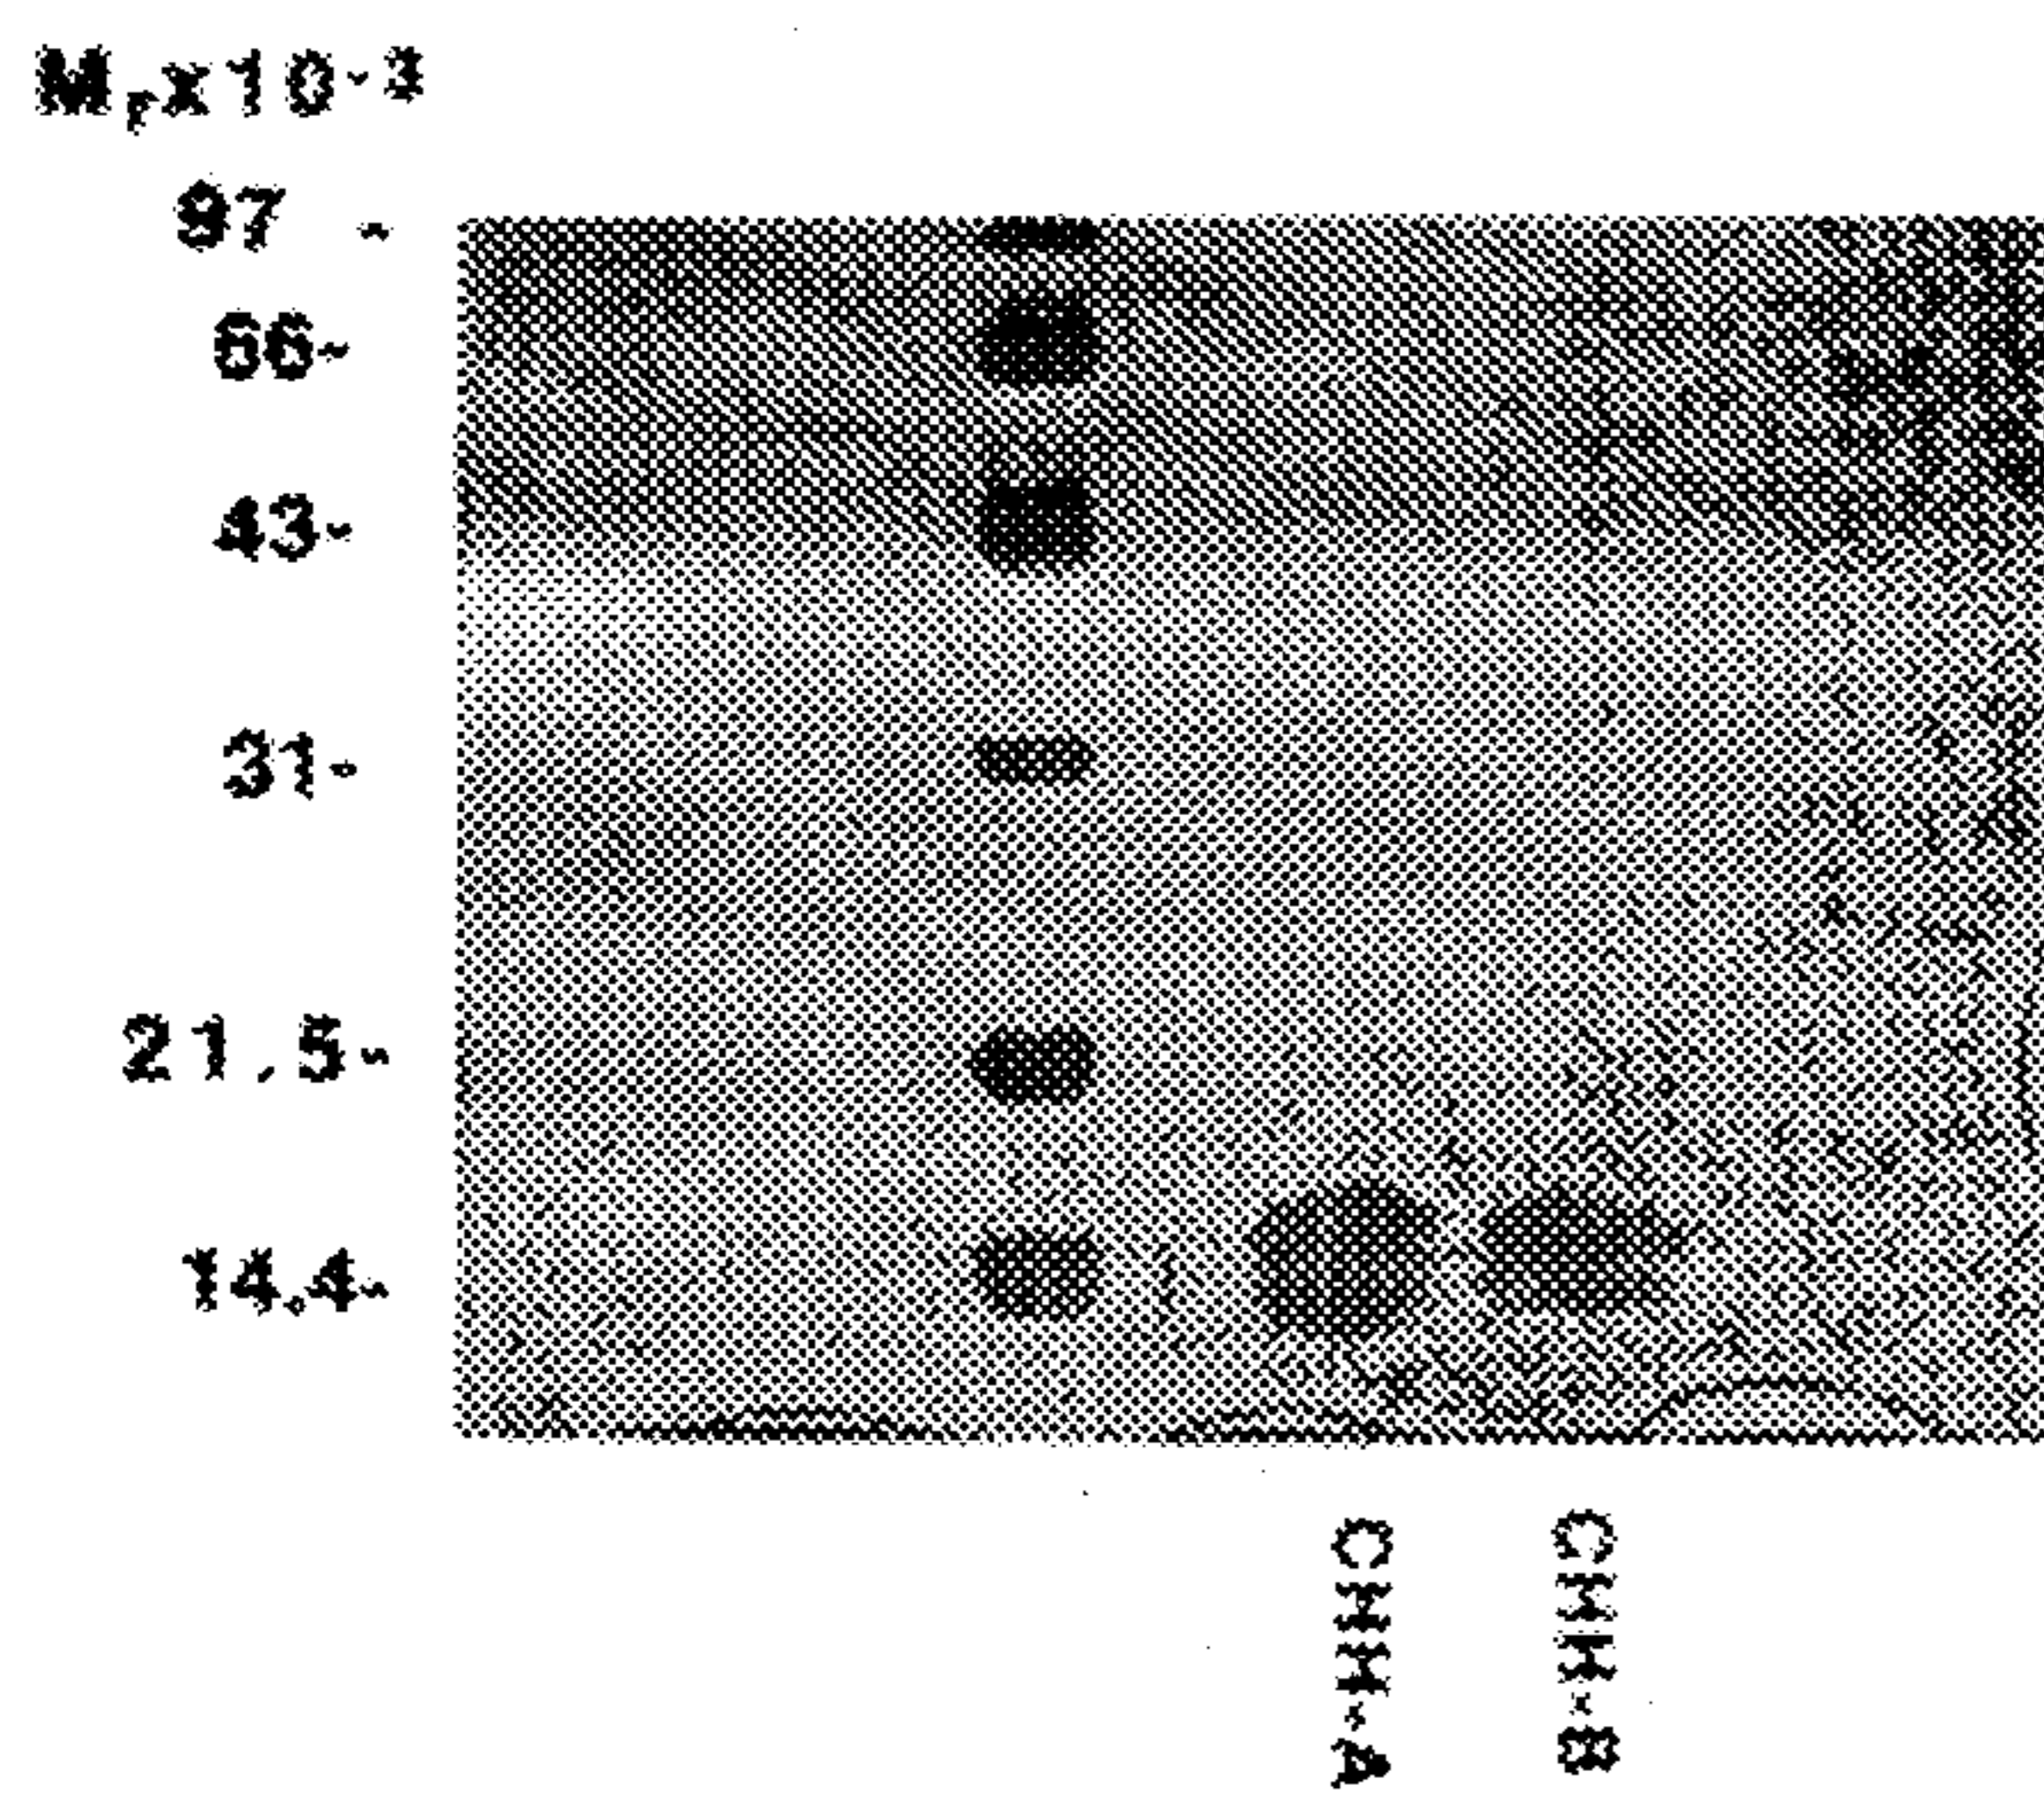 Mrx10-3
97 -
66-
43-
31-
21.5-
14.4-
CHH-A
CHH-B